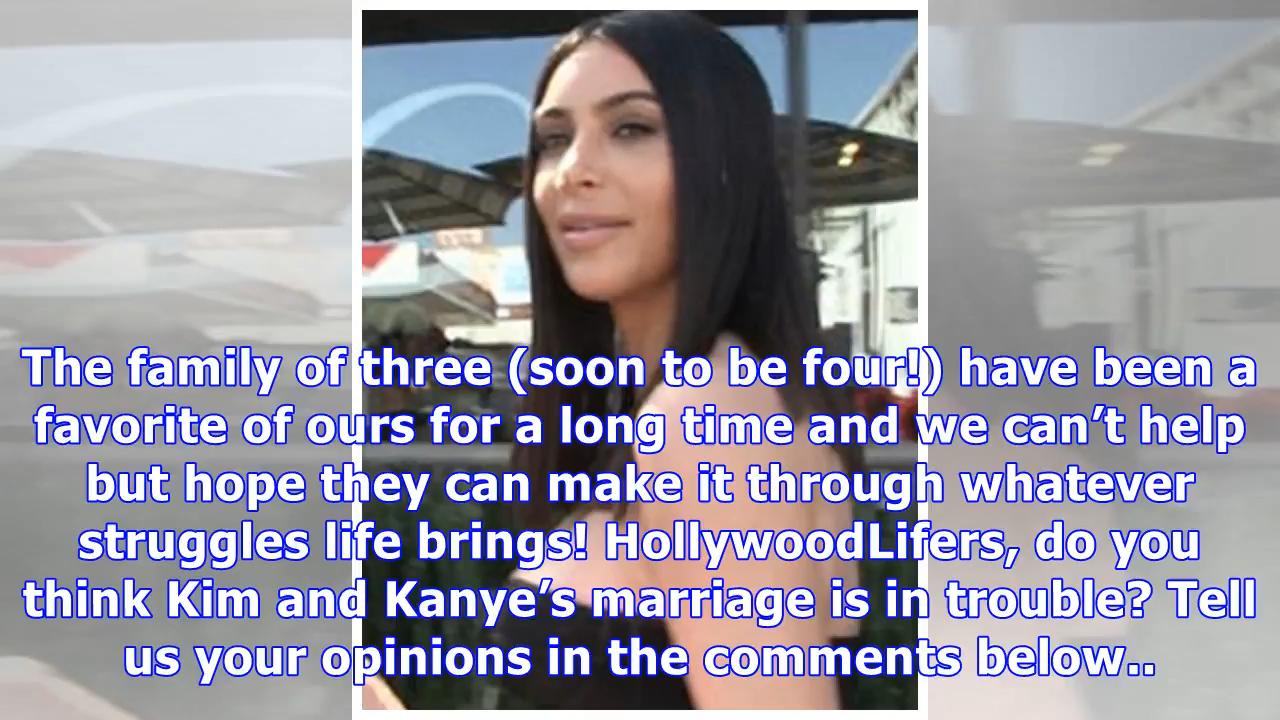 The family of three (soon to be four!) have been a
favorite of ours for a long time and we can’t help
but hope they can make it through whatever
struggles life brings! HollywoodLifers, do you
think Kim and Kanye’s marriage is in trouble? Tell
us your opinions in the comments below..